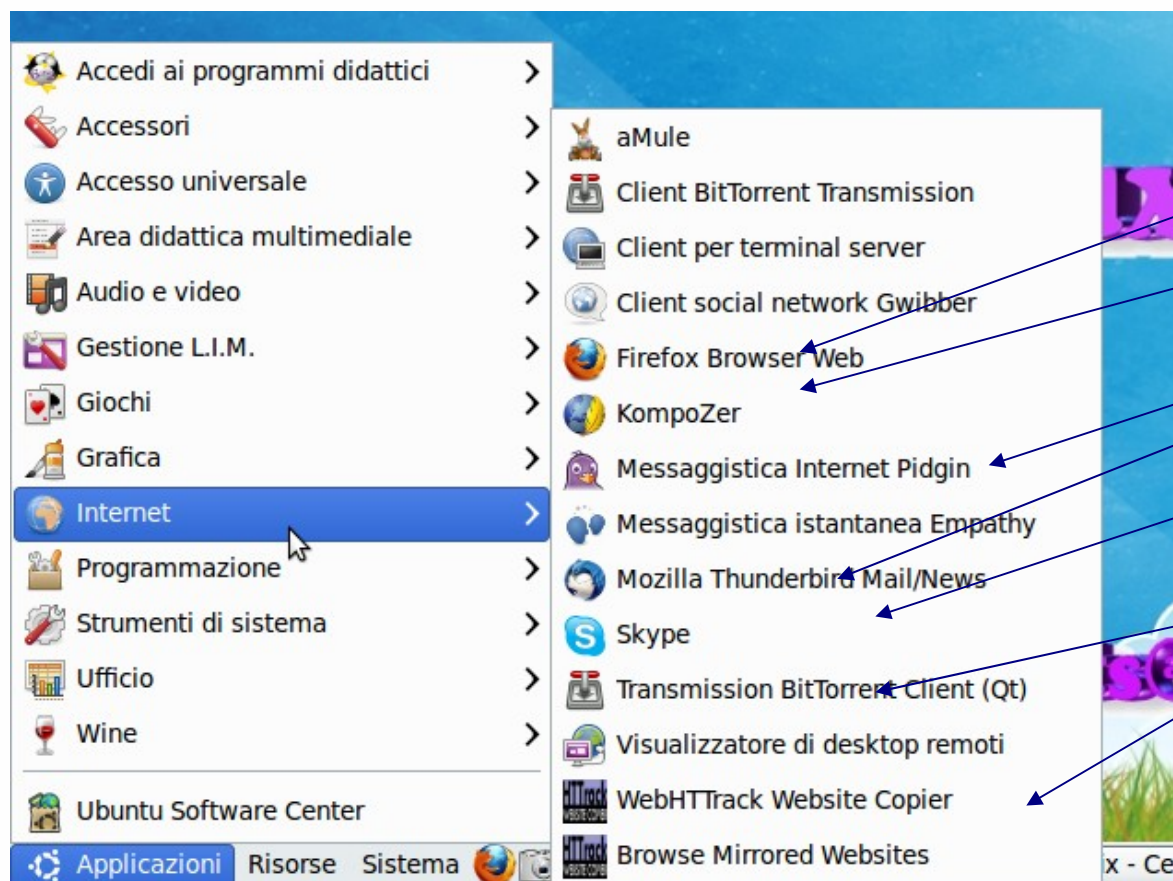 Accedi ai programmi didattici
Accessori
Accesso universale
Area didattica multimediale
Audio e video
Gestione L.I.M.
Giochi
Grafica
Internet
Programmazione
Strumenti di sistema
Ufficio
Wine
Ubuntu Software Center
aMule
Client BitTorrent Transmission
Client per terminal server
Client social network Gwibber
Firefox Browser Web
KompoZer
Messaggistica Internet Pidgin
Messaggistica istantanea Empathy
Mozilla Thunderbird Mail/News
Skype
Transmission BitTorrent Client (Qt)
Visualizzatore di desktop remoti
HTTrack
WebHTTrack Website Copier
HTTrack
Browse Mirrored Websites
Applicazioni Risorse Sistema